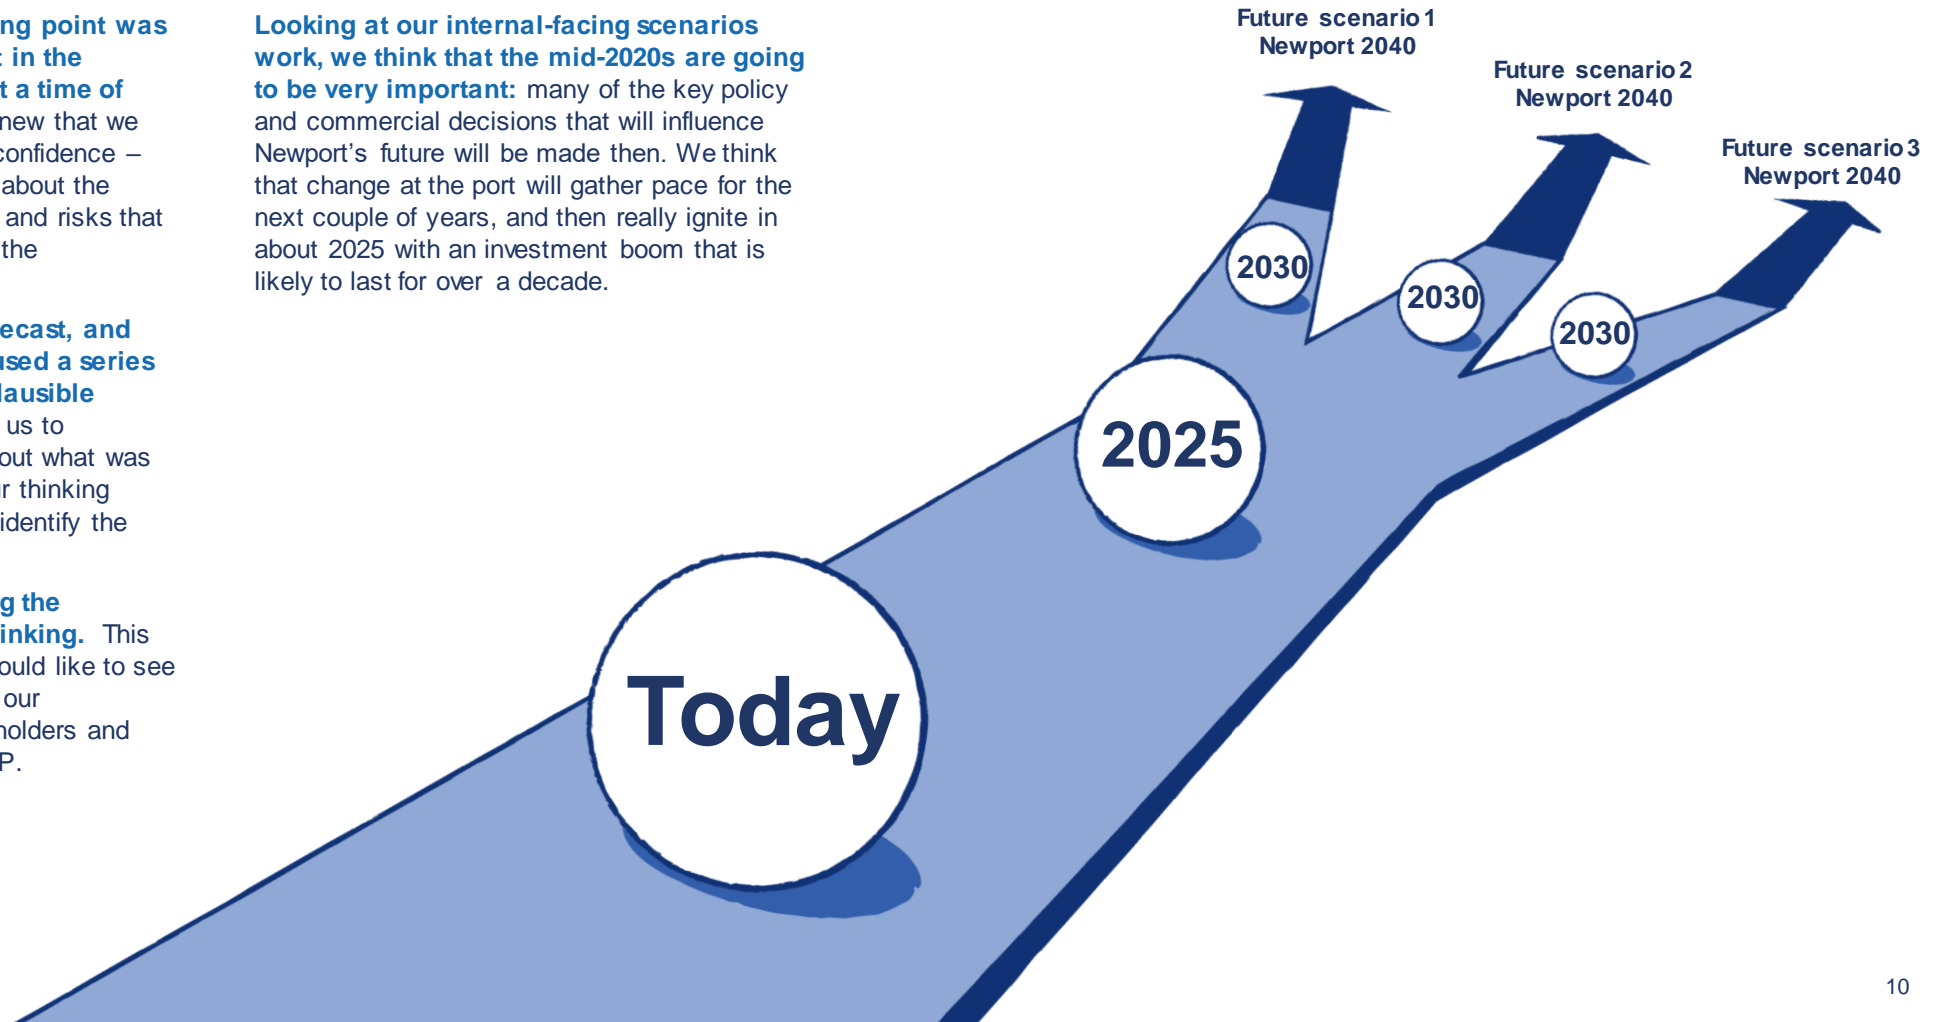 ng point was
in the
t a time of
new that we
confidence –
about the
and risks that
the
ecast, and
used a series
lausible
us to
out what was
r thinking
identify the
g the
inking. This
ould like to see
our
holders and
P.
Looking at our internal-facing scenarios
work, we think that the mid-2020s are going
to be very important: many of the key policy
and commercial decisions that will influence
Newport's future will be made then. We think
that change at the port will gather pace for the
next couple of years, and then really ignite in
about 2025 with an investment boom that is
likely to last for over a decade.
Future scenario 1
Newport 2040
Future scenario 2
Newport 2040
Future scenario 3
Newport 2040
2030
2030
2030
2025
Today
10